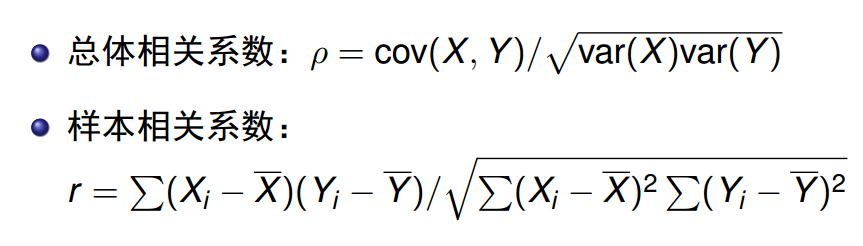 总体相关系数：ρ = cov(X, Y)/√var(X)var(Y)
样本相关系数：
r = ∑(Xᵢ − X̅)(Yᵢ − Y̅)/√∑(Xᵢ − X̅)² ∑(Yᵢ − Y̅)²